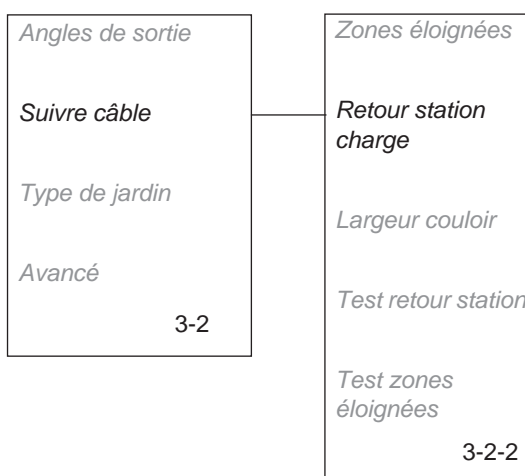 Angles de sortie
Suivre câble
Type de jardin
Avancé
3-2
Zones éloignées
Retour station
charge
Largeur couloir
Test retour station
Test zones
éloignées
3-2-2